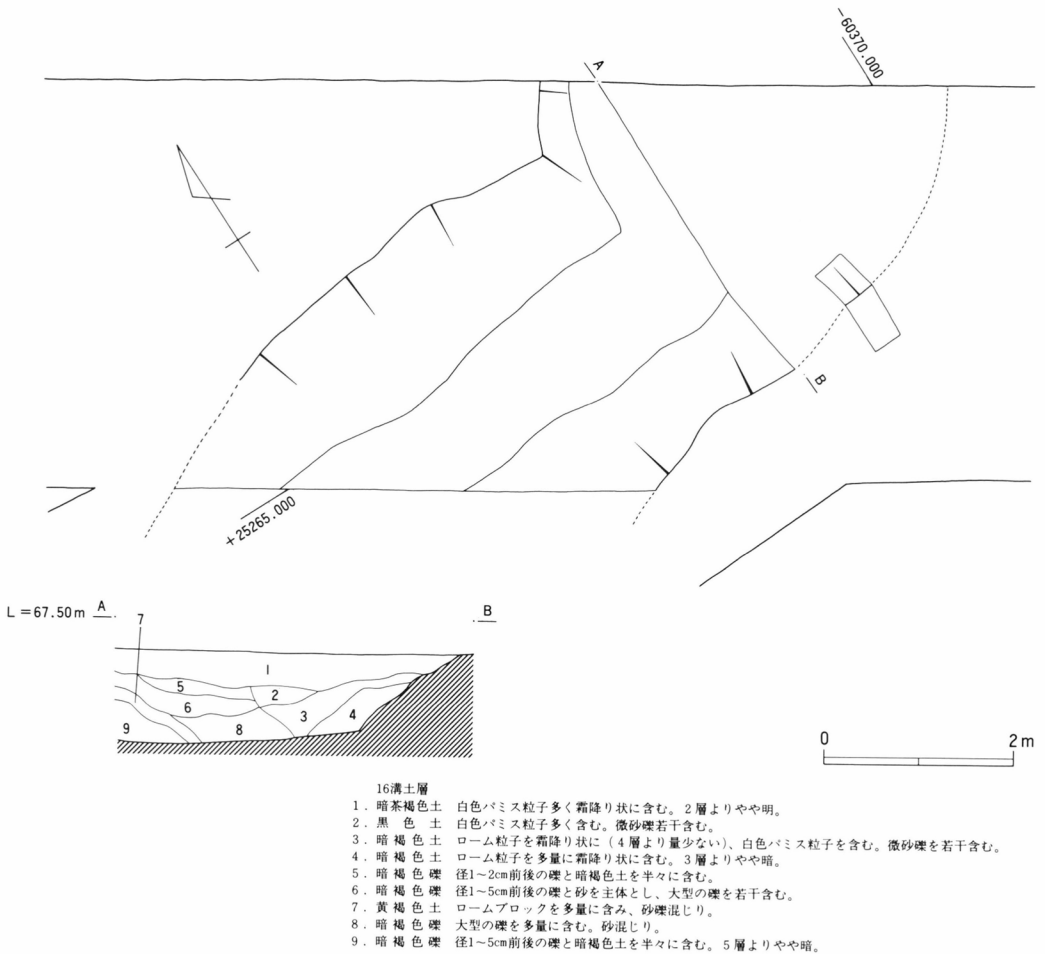 -60370.000
A
B
+25265.000
L=67.50m A
B
7
1
5
2
6
3
4
9
8
0
2m
16溝土層
1. 暗茶褐色土 白色パミス粒子多く霜降り状に含む。2層よりやや明。
2. 黒色土 白色パミス粒子多く含む。微砂礫若干含む。
3. 暗褐色土 ローム粒子を霜降り状に(4層より量少ない)、白色パミス粒子を含む。微砂礫を若干含む。
4. 暗褐色土 ローム粒子を多量に霜降り状に含む。3層よりやや暗。
5. 暗褐色礫 径1~2cm前後の礫と暗褐色土を半々に含む。
6. 暗褐色礫 径1~5cm前後の礫と砂を主体とし、大型の礫を若干含む。
7. 黄褐色土 ロームブロックを多量に含み、砂礫混じり。
8. 暗褐色礫 大型の礫を多量に含む。砂混じり。
9. 暗褐色礫 径1~5cm前後の礫と暗褐色土を半々に含む。5層よりやや暗。